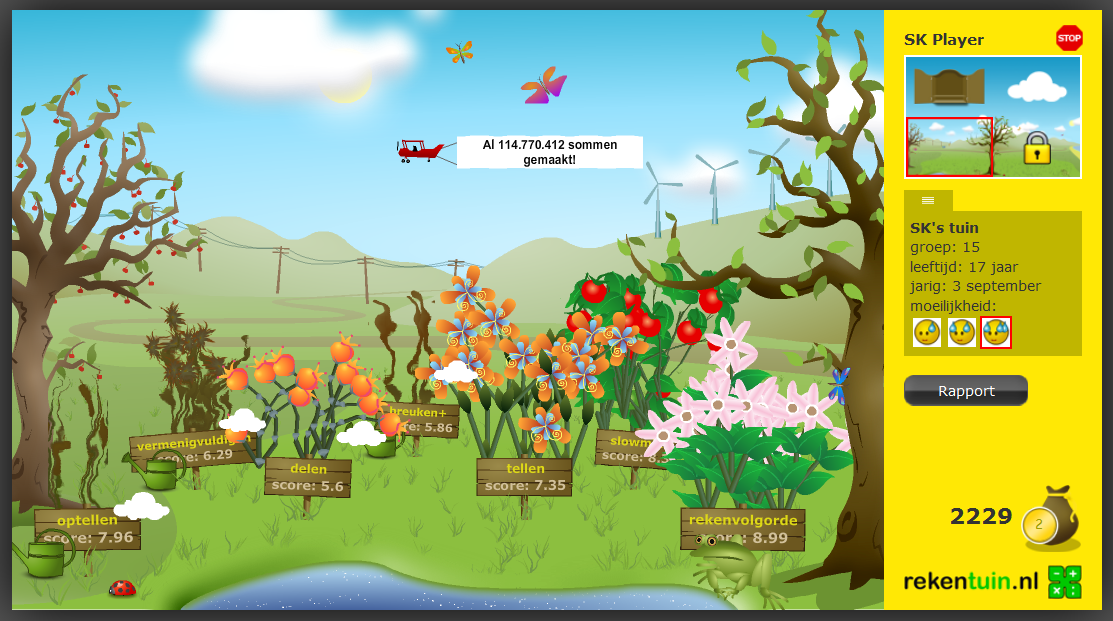 SK Player
STOP
Al 114.770.412 sommen
gemaakt!
SK's tuin
groep: 15
leeftijd: 17 jaar
jarig: 3 september
moeilijkheid:
Rapport
breuken+
5.86
vermenigvuldigen
score: 6.29
delen
score: 5.6
tellen
score: 7.35
optellen
score: 7.96
rekenvolgorde
8.99
2229
2
rekentuin.nl